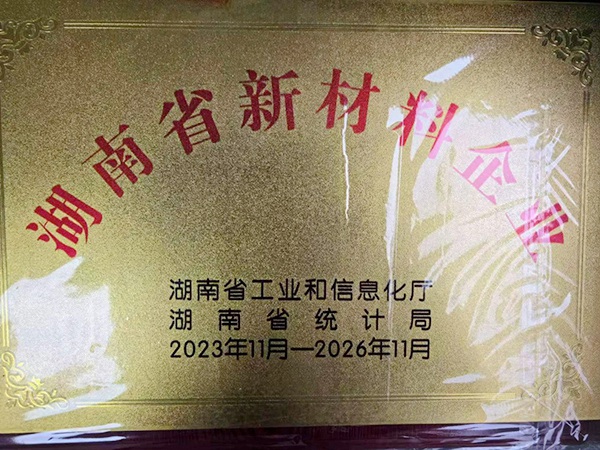 湖南省新材料企业
湖南省工业和信息化厅
湖南省统计局
2023年11月—2026年11月